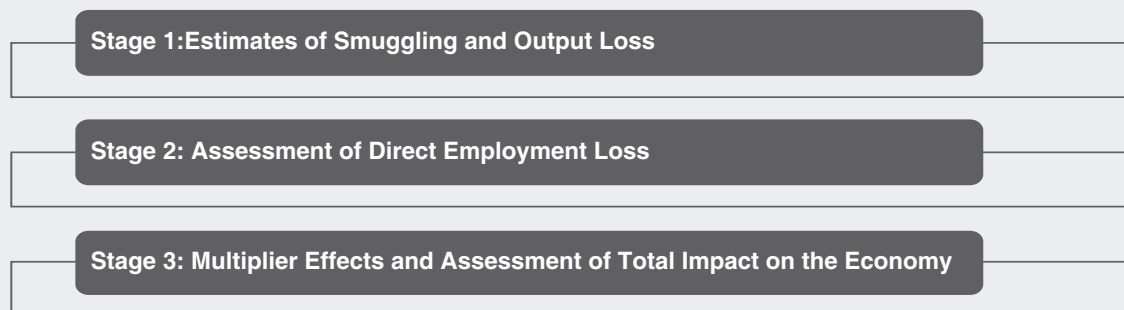 Stage 1:Estimates of Smuggling and Output Loss
Stage 2: Assessment of Direct Employment Loss
Stage 3: Multiplier Effects and Assessment of Total Impact on the Economy